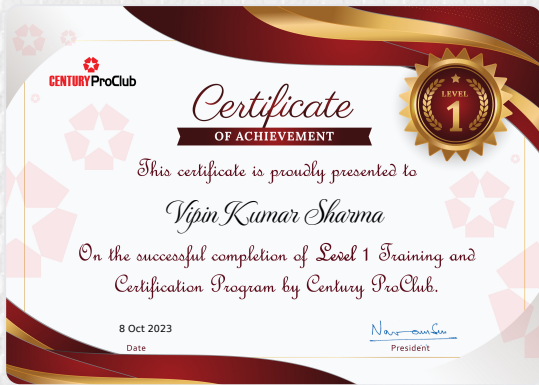 CENTURY ProClub
Certificate
OF ACHIEVEMENT
LEVEL
1
This certificate is proudly presented to
Vipin Kumar Sharma
On the successful completion of Level 1 Training and
Certification Program by Century ProClub.
8 Oct 2023
Date
President